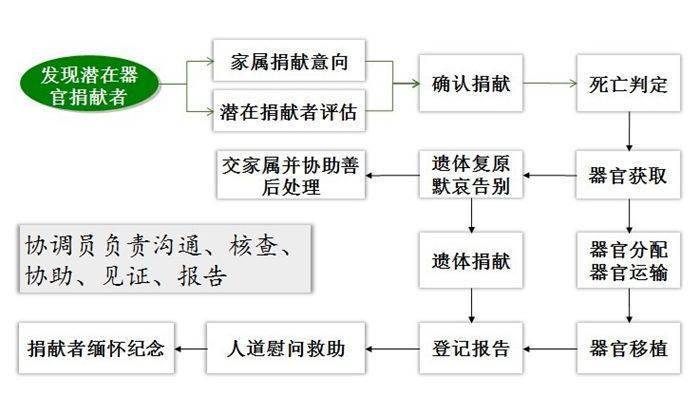 发现潜在器
官捐献者
家属捐献意向
潜在捐献者评估
确认捐献
死亡判定
交家属并协助善
后处理
遗体复原
默哀告别
器官获取
协调员负责沟通、核查、
协助、见证、报告
遗体捐献
器官分配
器官运输
捐献者缅怀纪念
人道慰问救助
登记报告
器官移植